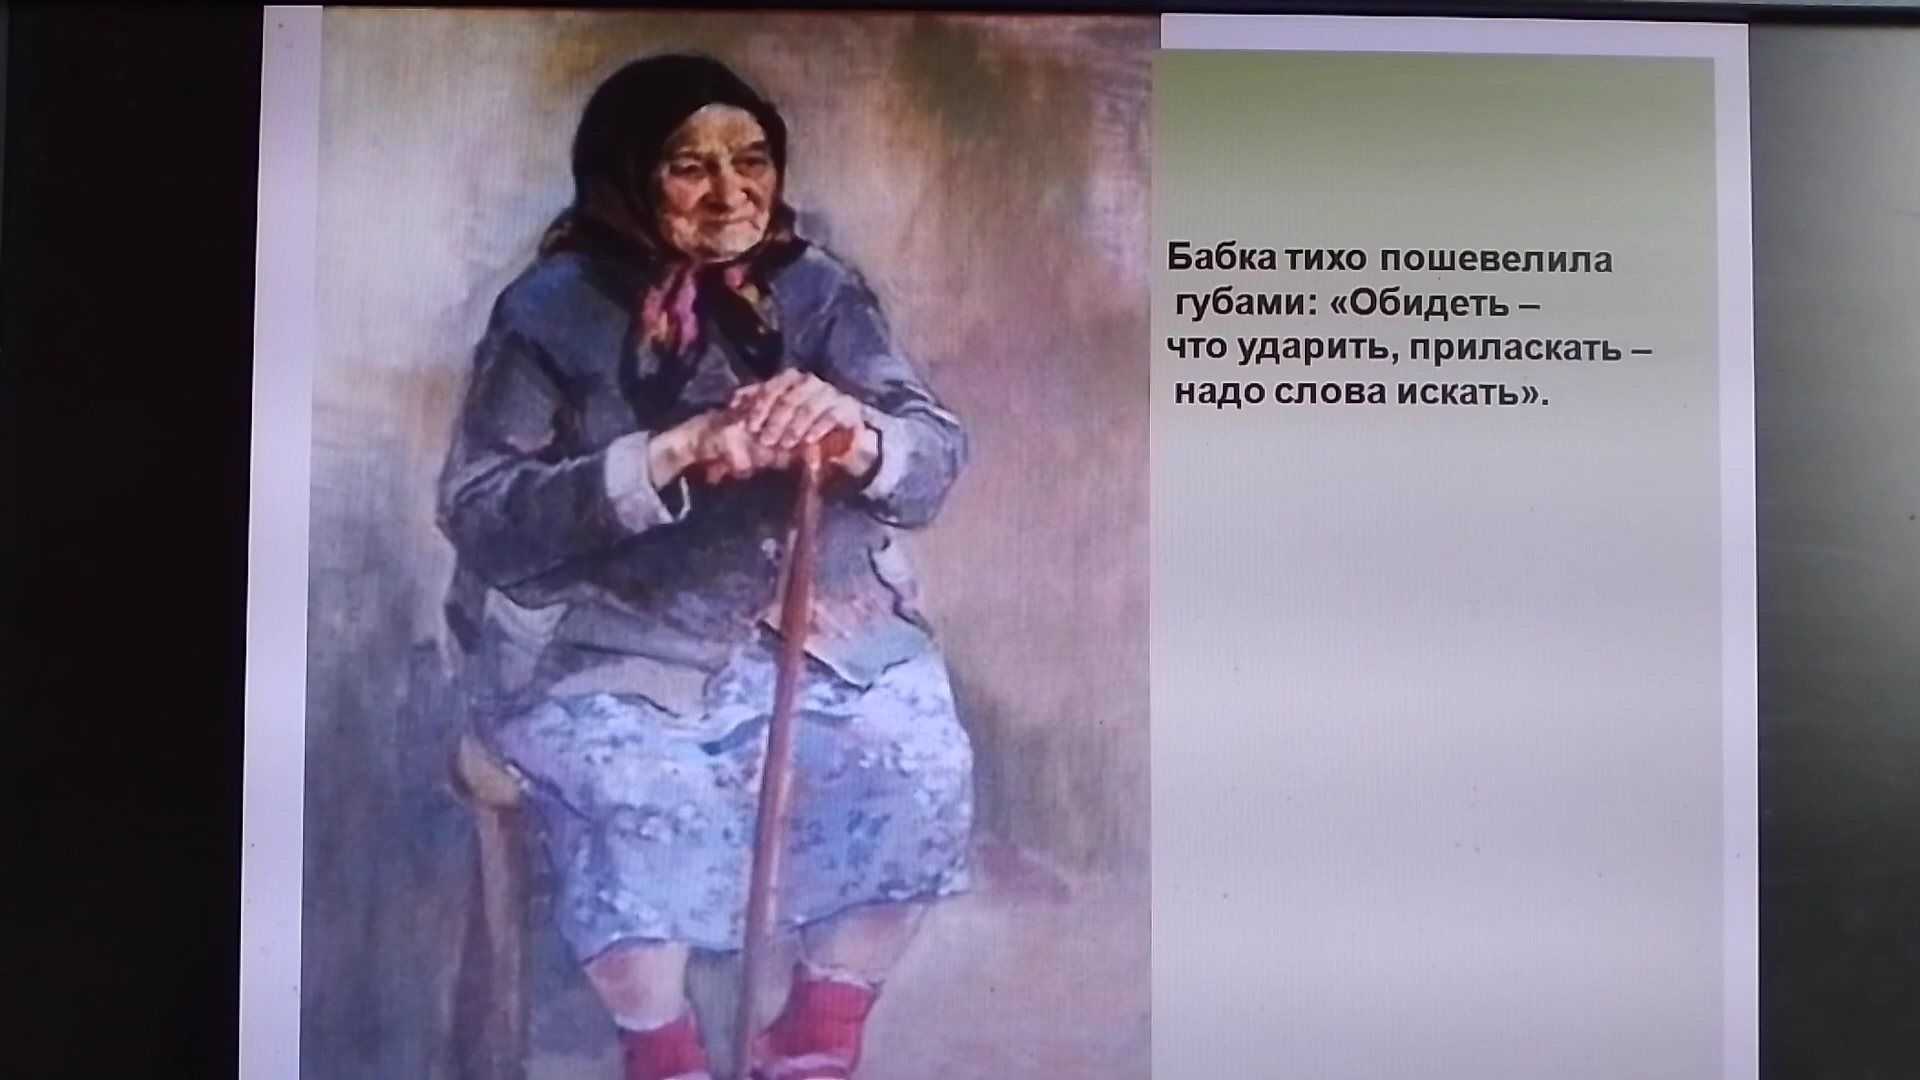 Бабка тихо пошевелила
губами: «Обидеть –
что ударить, приласкать –
надо слова искать».